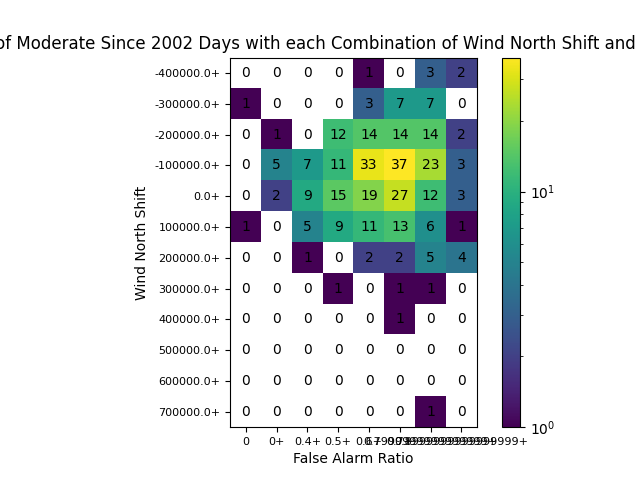 of Moderate Since 2002 Days with each Combination of Wind North Shift and
-400000.0+ 0 0 0 0 1 0 3 2
-300000.0+ 1 0 0 0 3 7 7 0
-200000.0+ 0 1 0 12 14 14 14 2
-100000.0+ 0 5 7 11 33 37 23 3
0.0+ 0 2 9 15 19 27 12 3
100000.0+ 1 0 5 9 11 13 6 1
200000.0+ 0 0 1 0 2 2 5 4
300000.0+ 0 0 0 1 0 1 1 0
400000.0+ 0 0 0 0 0 1 0 0
500000.0+ 0 0 0 0 0 0 0 0
600000.0+ 0 0 0 0 0 0 0 0
700000.0+ 0 0 0 0 0 0 1 0
0 0+ 0.4+ 0.5+
False Alarm Ratio
Wind North Shift
10^1
10^0